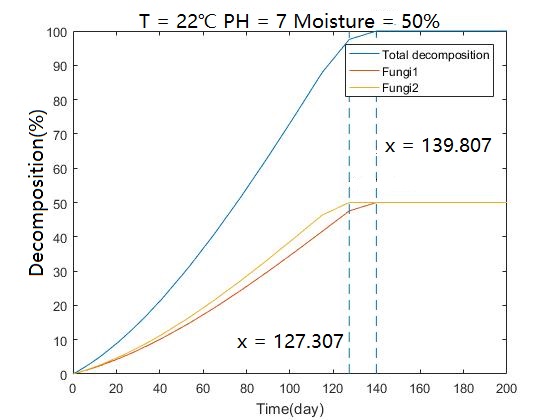 T = 22℃ PH = 7 Moisture = 50%
100
90
80
70
60
50
40
30
20
10
0
Decomposition(%)
Total decomposition
Fungi1
Fungi2
x = 139.807
x = 127.307
0 20 40 60 80 100 120 140 160 180 200
Time(day)